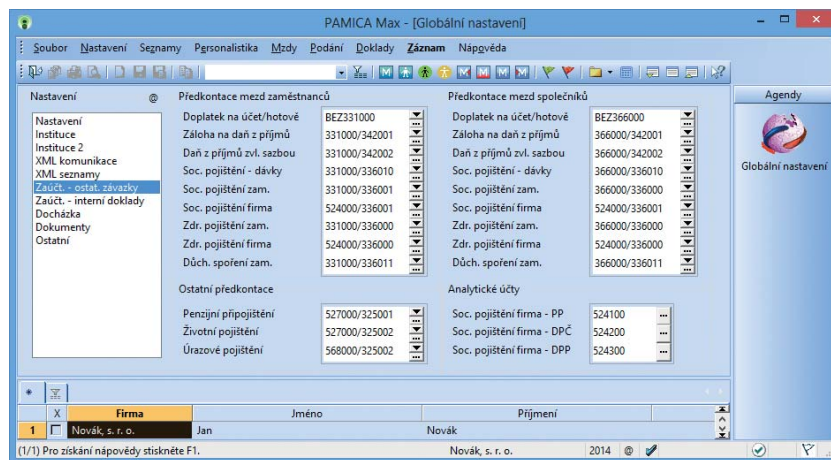 PAMICA Max - [Globální nastavení]
Soubor Nastavení Seznamy Personalistika Mzdy Podání Doklady Záznam Nápověda
Nastavení @
Nastavení
Instituce
Instituce 2
XML komunikace
XML seznamy
Zaúčt. - ostat. závazky
Zaúčt. - interní doklady
Docházka
Dokumenty
Ostatní
Předkontace mezd zaměstnanců
Doplatek na účet/hotově BEZ331000
Záloha na daň z příjmů 331000/342001
Daň z příjmů zvl. sazbou 331000/342002
Soc. pojištění - dávky 331000/336010
Soc. pojištění zam. 331000/336001
Soc. pojištění firma 524000/336001
Zdr. pojištění zam. 331000/336000
Zdr. pojištění firma 524000/336000
Důch. spoření zam. 331000/336011
Předkontace mezd společníků
Doplatek na účet/hotově BEZ366000
Záloha na daň z příjmů 366000/342001
Daň z příjmů zvl. sazbou 366000/342002
Soc. pojištění - dávky 366000/336010
Soc. pojištění zam. 366000/336000
Soc. pojištění firma 524000/336001
Zdr. pojištění zam. 366000/336000
Zdr. pojištění firma 524000/336000
Důch. spoření zam. 366000/336011
Ostatní předkontace
Penzijní připojištění 527000/325001
Životní pojištění 527000/325002
Úrazové pojištění 568000/325002
Analytické účty
Soc. pojištění firma - PP 524100
Soc. pojištění firma - DPČ 524200
Soc. pojištění firma - DPP 524300
Agendy
Globální nastavení
X Firma Jméno Příjmení
1 Novák, s. r. o. Jan Novák
(1/1) Pro získání nápovědy stiskněte F1. Novák, s. r. o. 2014 @